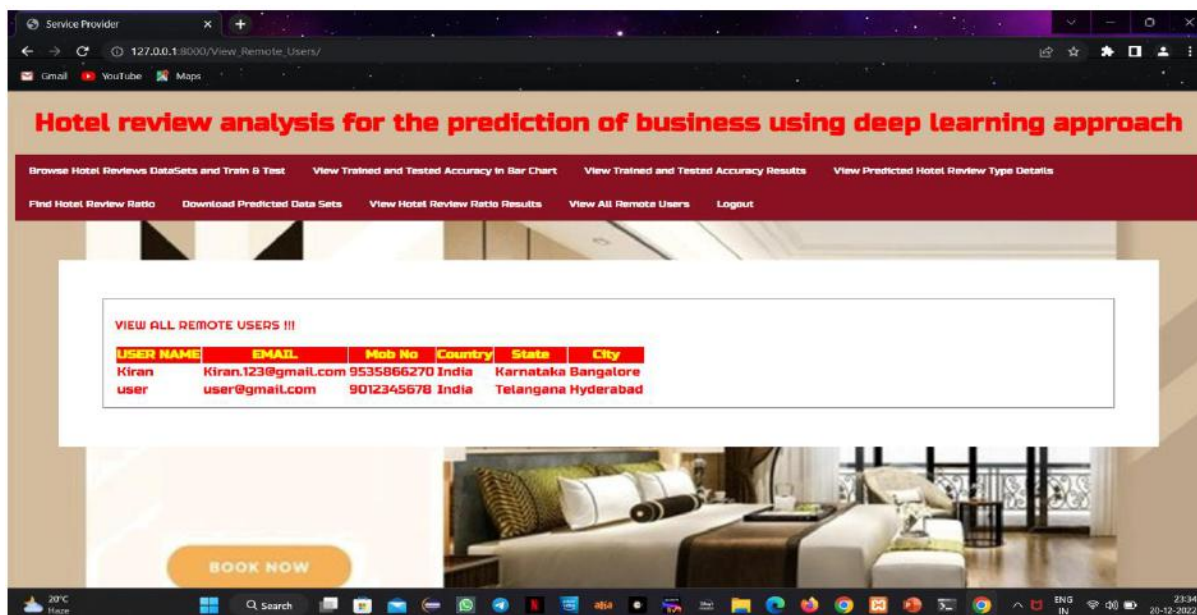 Service Provider
127.0.0.1:8000/View_Remote_Users/
Gmail YouTube Maps
Hotel review analysis for the prediction of business using deep learning approach
Browse Hotel Reviews DataSets and Train & Test View Trained and Tested Accuracy in Bar Chart View Trained and Tested Accuracy Results View Predicted Hotel Review Type Details
Find Hotel Review Ratio Download Predicted Data Sets View Hotel Review Ratio Results View All Remote Users Logout
VIEW ALL REMOTE USERS !!!
USER NAME EMAIL Mob No Country State City
Kiran Kiran.123@gmail.com 9535866270 India Karnataka Bangalore
user user@gmail.com 9012345678 India Telangana Hyderabad
BOOK NOW
20°C
Haze
Search
ENG
IN
23:34